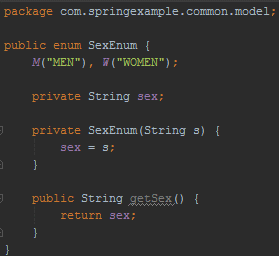 package com.springexample.common.model;
public enum SexEnum {
M("MEN"), W("WOMEN");
private String sex;
private SexEnum(String s) {
sex = s;
}
public String getSex() {
return sex;
}
}